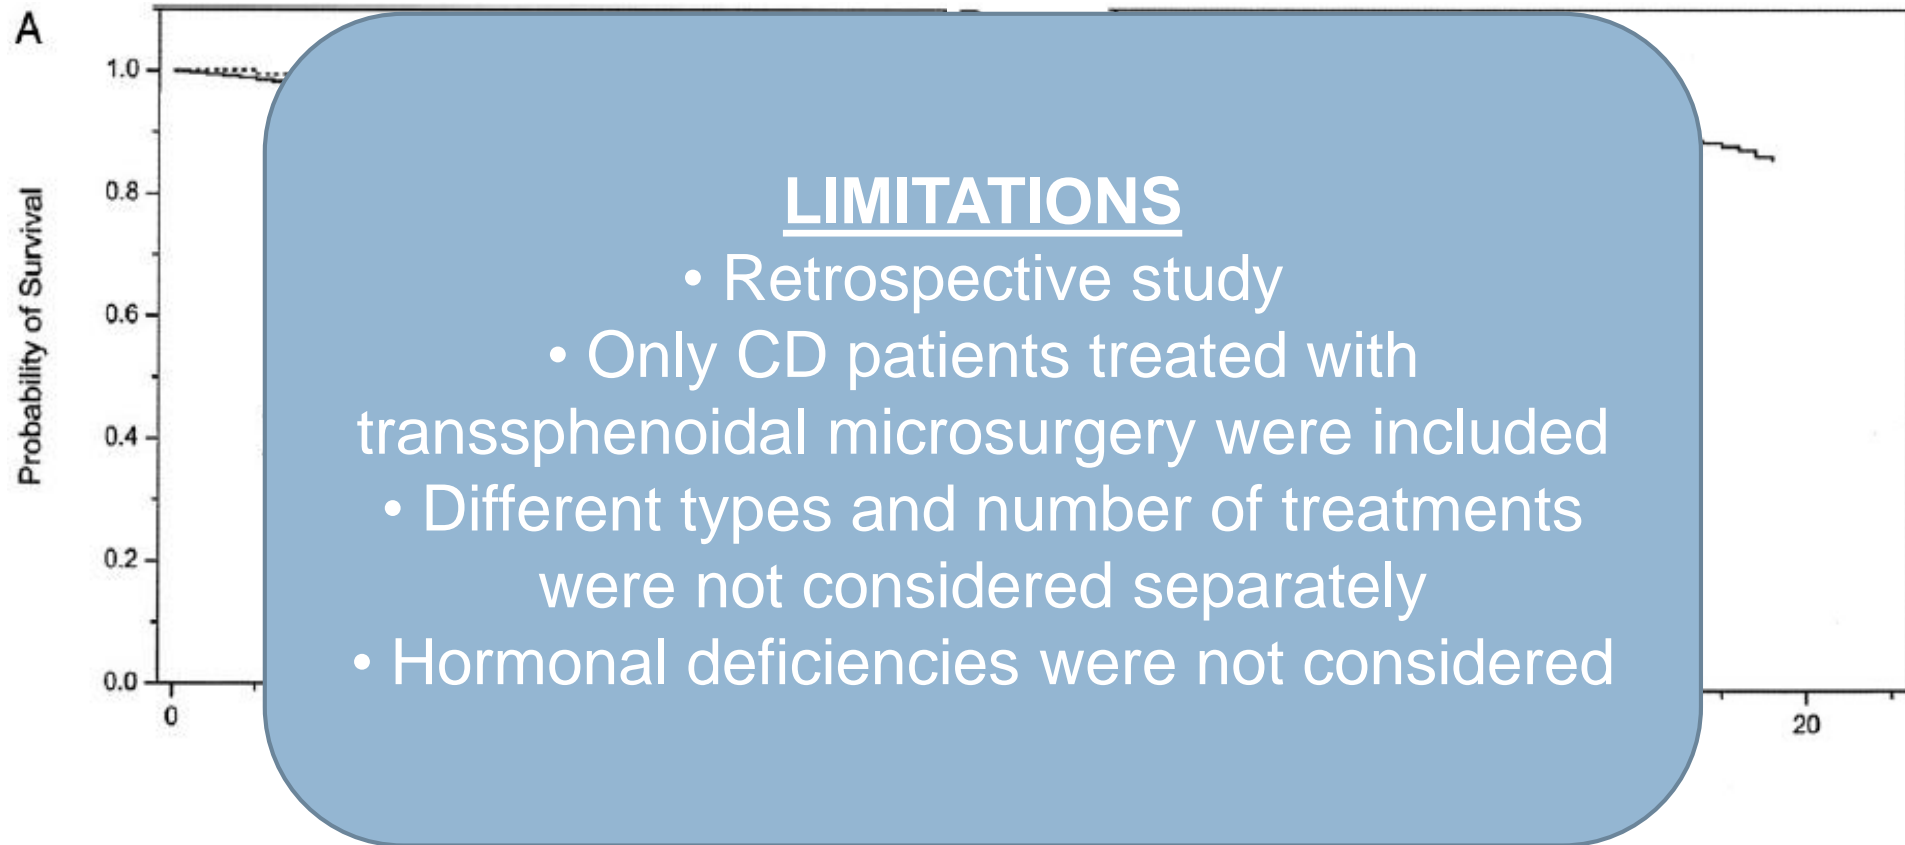 A
1.0
0.8
0.6
0.4
0.2
0.0
Probability of Survival
0
20
LIMITATIONS
• Retrospective study
• Only CD patients treated with
transsphenoidal microsurgery were included
• Different types and number of treatments
were not considered separately
• Hormonal deficiencies were not considered